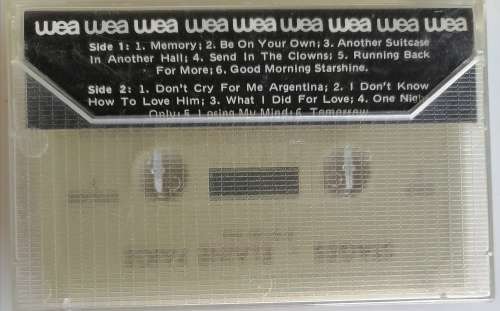 wea wea wea wea wea wea wea wea wea
Side 1: 1. Memory; 2. Be On Your Own; 3. Another Suitcase
In Another Hall; 4. Send In The Clowns; 5. Running Back
For More; 6. Good Morning Starshine.
Side 2: 1. Don't Cry For Me Argentina; 2. I Don't Know
How To Love Him; 3. What I Did For Love; 4. One Night
Only; 5. Losing My Mind; 6. Tomorrow